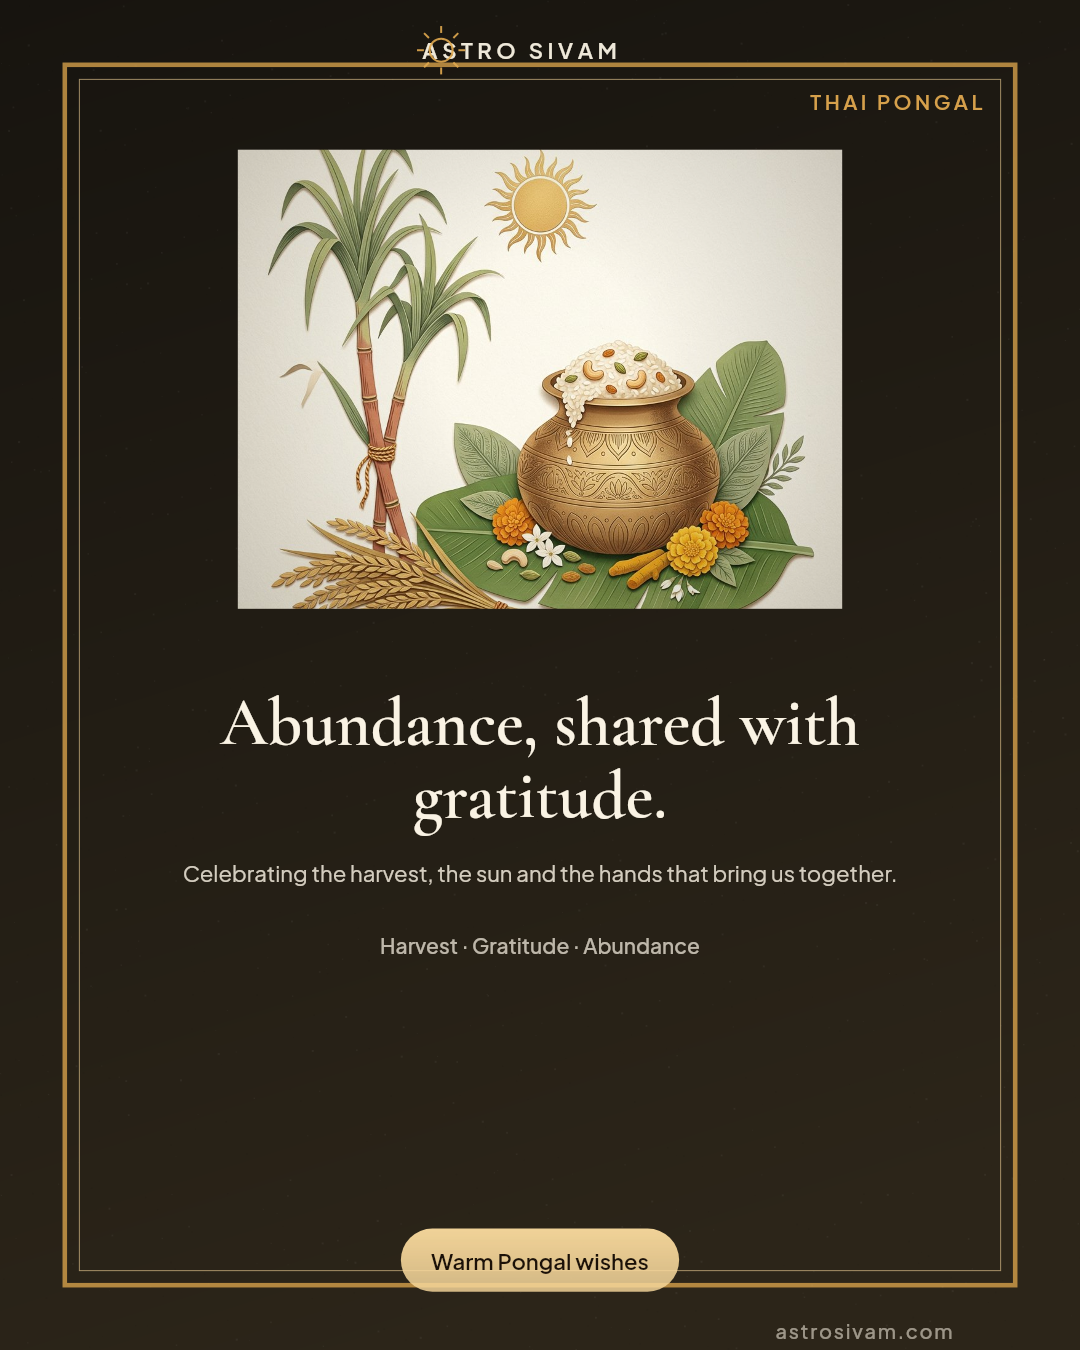 ASTRO SIVAM
THAI PONGAL
Abundance, shared with
gratitude.
Celebrating the harvest, the sun and the hands that bring us together.
Harvest · Gratitude · Abundance
Warm Pongal wishes
astrosivam.com